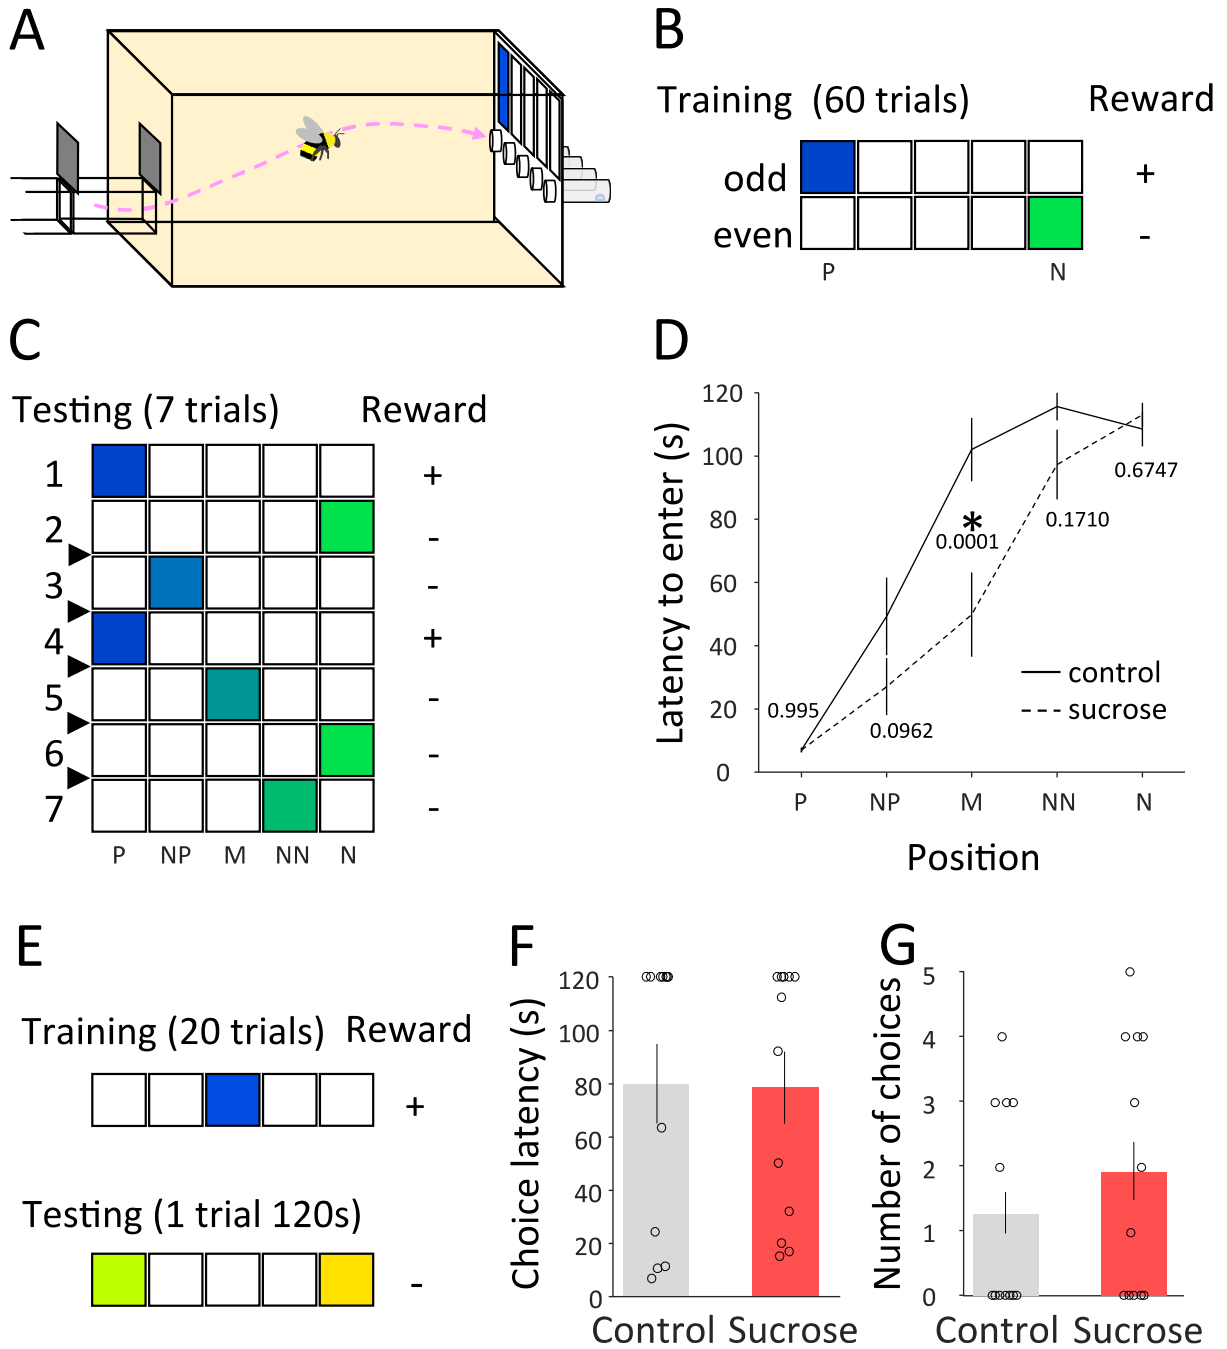 A
B
Training (60 trials) Reward
odd +
even -
P N
C
Testing (7 trials) Reward
1 +
2 -
3 -
4 +
5 -
6 -
7 -
P NP M NN N
D
Latency to enter (s)
120
100
80
60
40
20
0
0.995
0.0962
*
0.0001
0.1710
0.6747
control
sucrose
P NP M NN N
Position
E
Training (20 trials) Reward
+
Testing (1 trial 120s)
-
F
Choice latency (s)
120
100
80
60
40
20
0
Control Sucrose
G
Number of choices
5
4
3
2
1
0
Control Sucrose